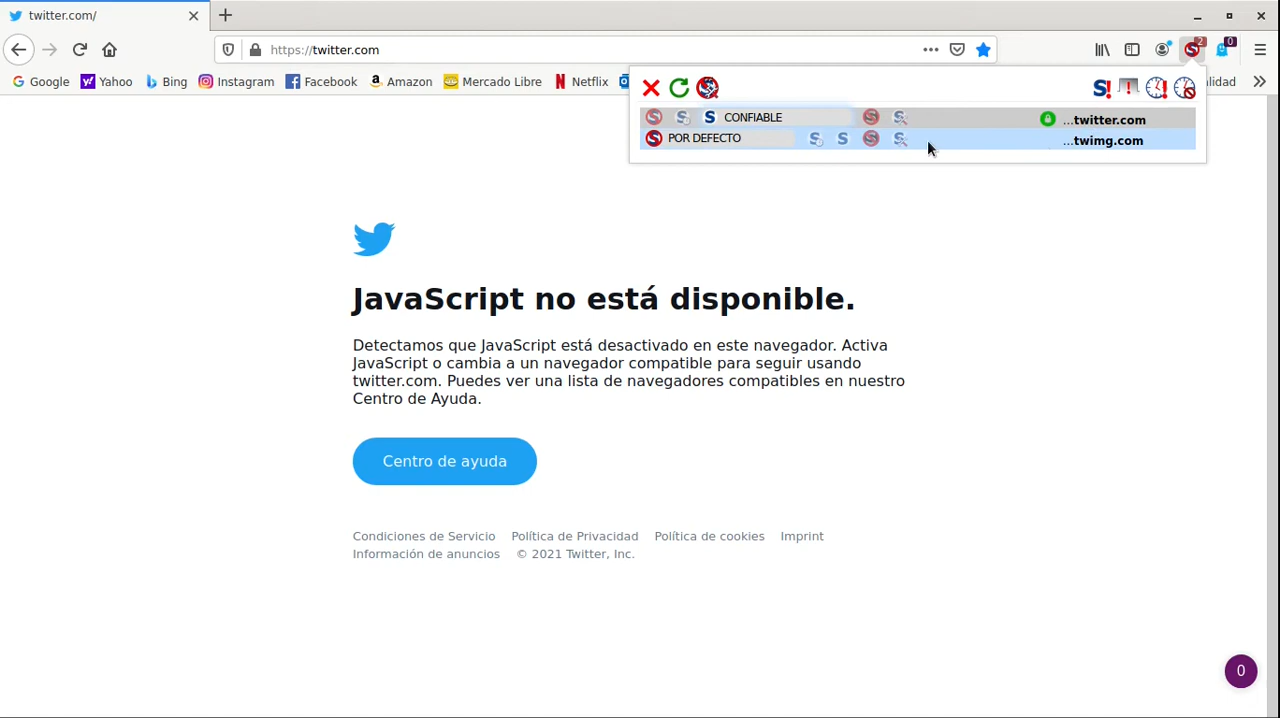 twitter.com/
https://twitter.com
2
0
Google
Yahoo
Bing
Instagram
Facebook
Amazon
Mercado Libre
Netflix
alidad
CONFIABLE
...twitter.com
POR DEFECTO
...twimg.com
JavaScript no está disponible.
Detectamos que JavaScript está desactivado en este navegador. Activa
JavaScript o cambia a un navegador compatible para seguir usando
twitter.com. Puedes ver una lista de navegadores compatibles en nuestro
Centro de Ayuda.
Centro de ayuda
Condiciones de Servicio Política de Privacidad Política de cookies Imprint
Información de anuncios © 2021 Twitter, Inc.
0